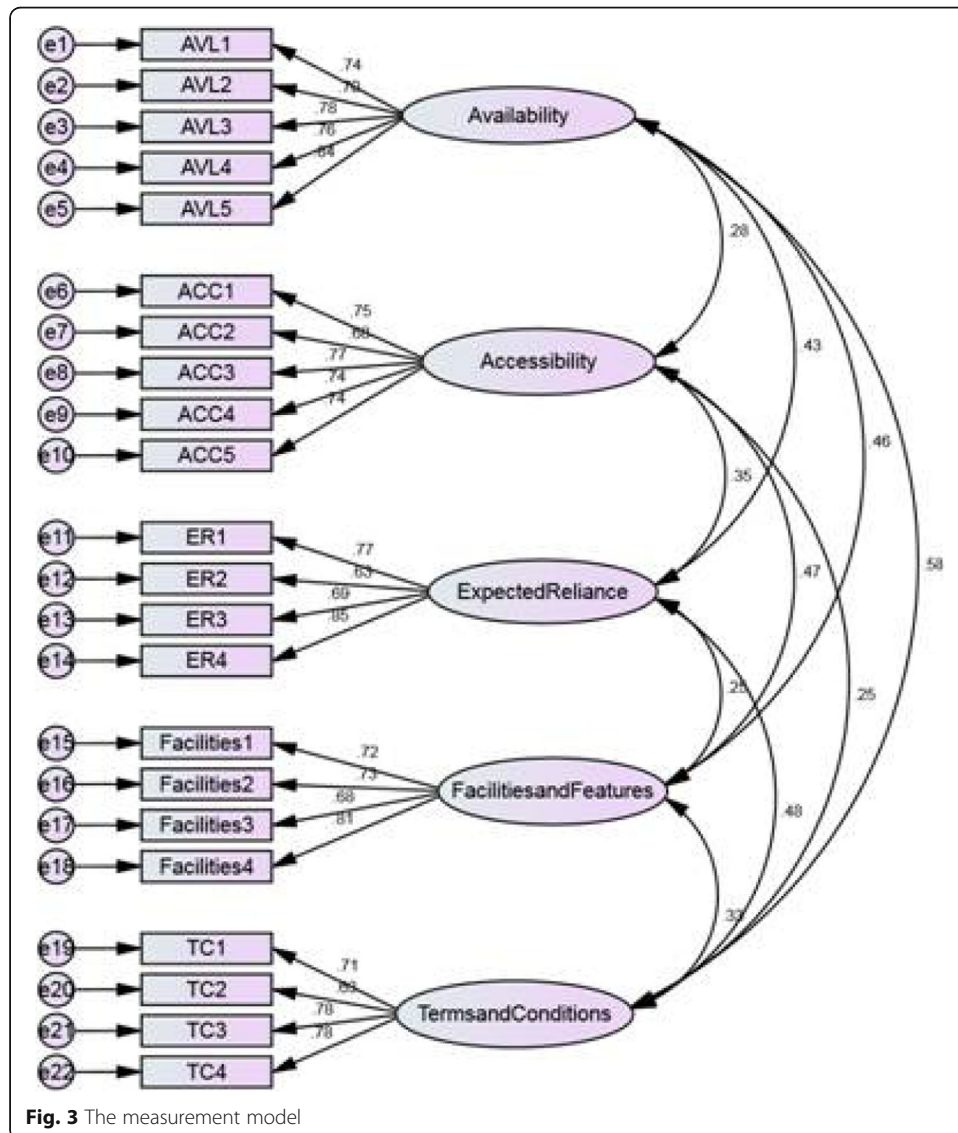 e1 AVL1
.74
e2 AVL2
e3 AVL3
.78
Availability
e4 AVL4
.76
e5 AVL5
.84
.28
e6 ACC1
.75
e7 ACC2
e8 ACC3
.77
Accessibility
.43
e9 ACC4
.74
e10 ACC5
.74
.46
.35
e11 ER1
.77
e12 ER2
.63
ExpectedReliance
.47
.58
e13 ER3
.69
e14 ER4
.85
.25
.25
e15 Facilities1
.72
e16 Facilities2
.73
FacilitiesandFeatures
e17 Facilities3
.68
.48
e18 Facilities4
.81
.33
e19 TC1
.71
e20 TC2
TermsandConditions
e21 TC3
.78
e22 TC4
.78
Fig. 3 The measurement model